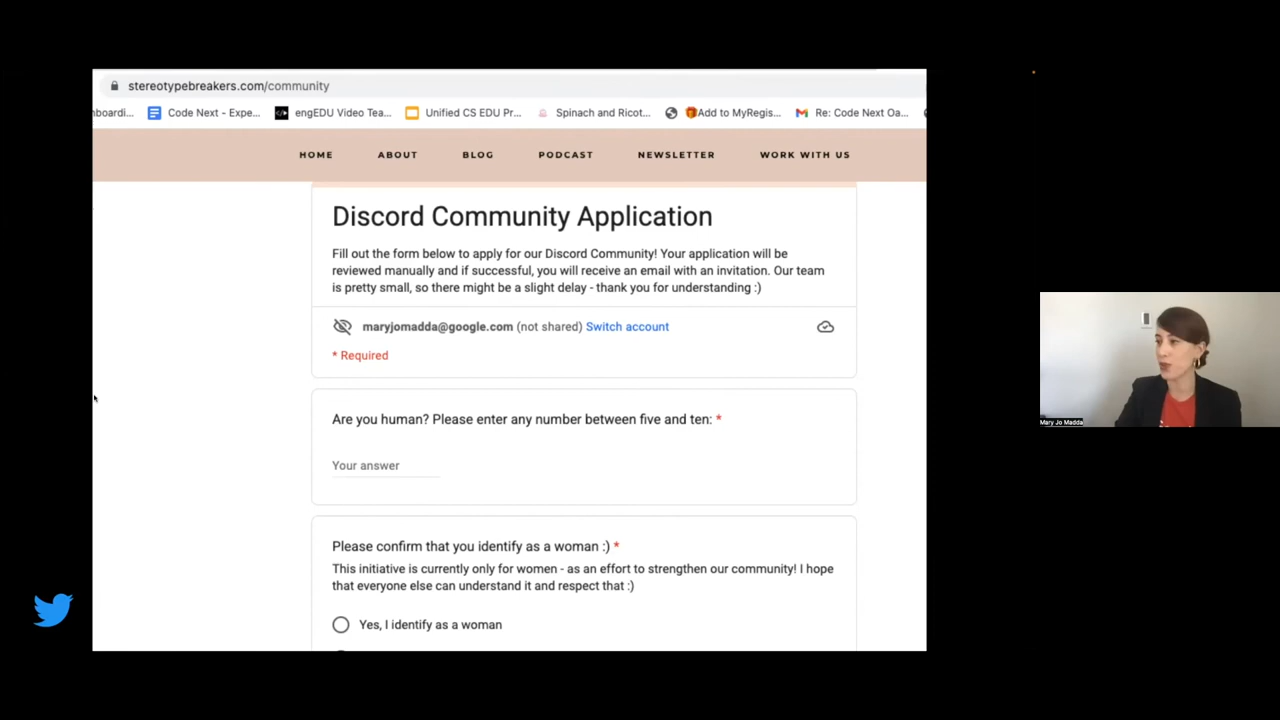 stereotypebreakers.com/community
nboardi... Code Next - Expe... engEDU Video Tea... Unified CS EDU Pr... Spinach and Ricot... Add to MyRegis... Re: Code Next Oa...
HOME ABOUT BLOG PODCAST NEWSLETTER WORK WITH US
Discord Community Application
Fill out the form below to apply for our Discord Community! Your application will be
reviewed manually and if successful, you will receive an email with an invitation. Our team
is pretty small, so there might be a slight delay - thank you for understanding :)
maryjomadda@google.com (not shared) Switch account
* Required
Are you human? Please enter any number between five and ten: *
Your answer
Please confirm that you identify as a woman :) *
This initiative is currently only for women - as an effort to strengthen our community! I hope
that everyone else can understand it and respect that :)
Yes, I identify as a woman
Mary Jo Madda